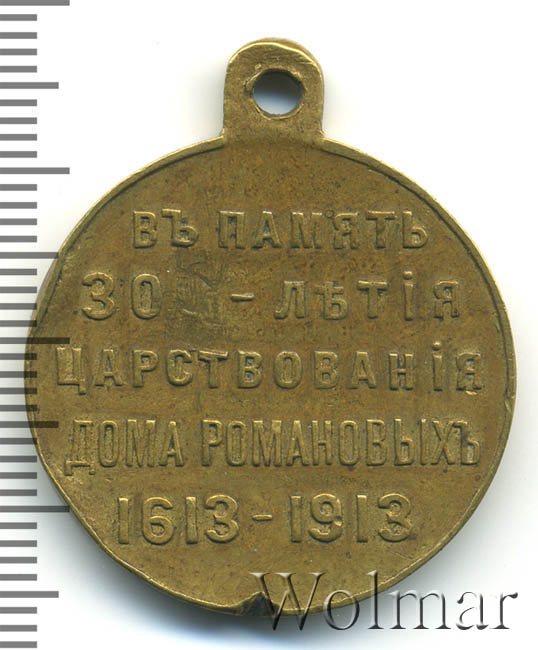 ВЪ ПАМЯТЬ
30 -ЛѢТІЯ
ЦАРСТВОВАНІЯ
ДОМА РОМАНОВЫХЪ
1613-1913
Wolmar